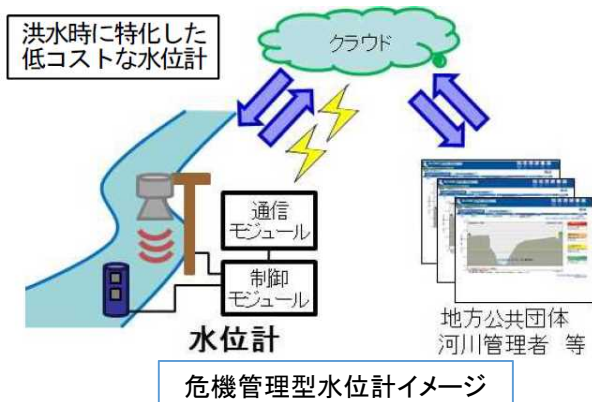 洪水時に特化した
低コストな水位計
クラウド
通信
モジュール
制御
モジュール
水位計
地方公共団体
河川管理者 等
危機管理型水位計イメージ